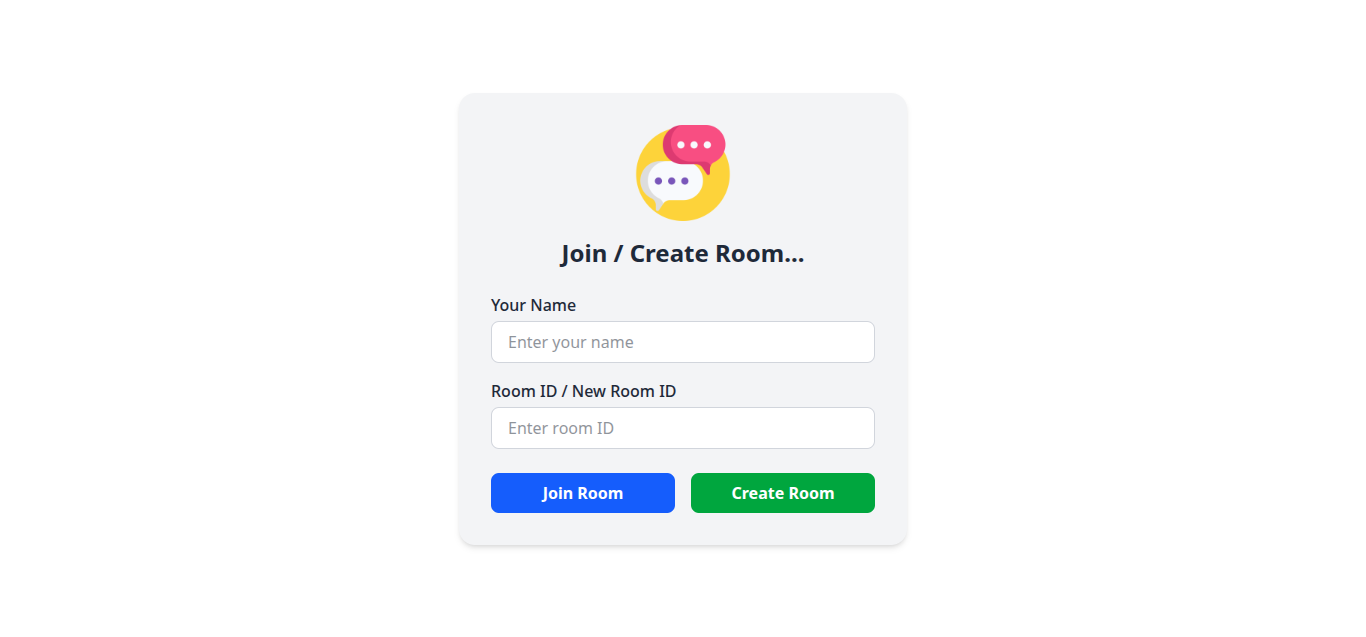 Join / Create Room...
Your Name
Enter your name
Room ID / New Room ID
Enter room ID
Join Room
Create Room